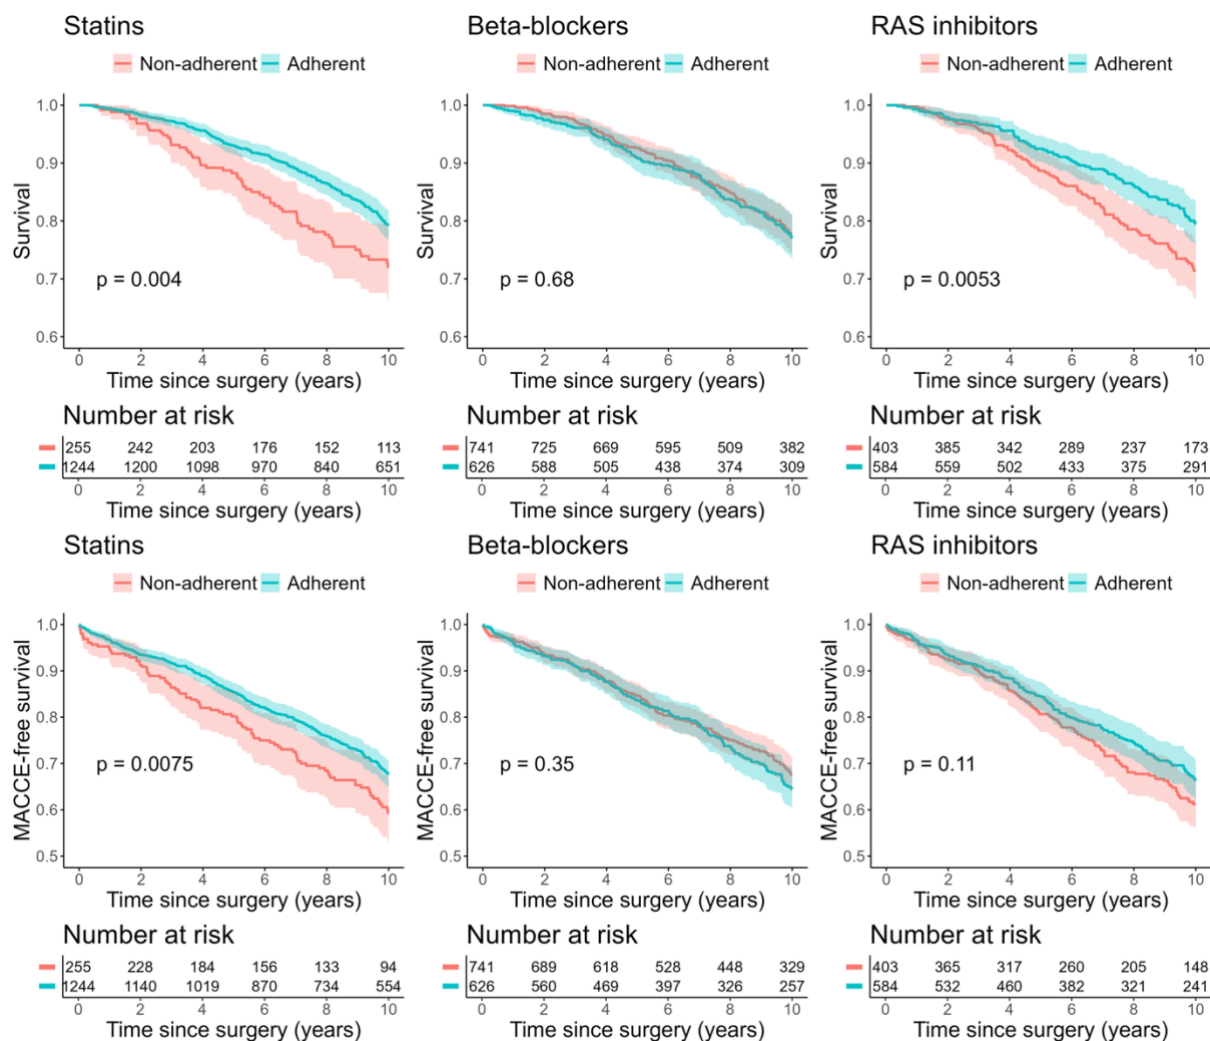 Statins
Beta-blockers
RAS inhibitors
Non-adherent Adherent
Non-adherent Adherent
Non-adherent Adherent
Survival
1.0
0.9
0.8
0.7
0.6
p = 0.004
0 2 4 6 8 10
Time since surgery (years)
Survival
1.0
0.9
0.8
0.7
0.6
p = 0.68
0 2 4 6 8 10
Time since surgery (years)
Survival
1.0
0.9
0.8
0.7
0.6
p = 0.0053
0 2 4 6 8 10
Time since surgery (years)
Number at risk
255 242 203 176 152 113
1244 1200 1098 970 840 651
0 2 4 6 8 10
Time since surgery (years)
Number at risk
741 725 669 595 509 382
626 588 505 438 374 309
0 2 4 6 8 10
Time since surgery (years)
Number at risk
403 385 342 289 237 173
584 559 502 433 375 291
0 2 4 6 8 10
Time since surgery (years)
Statins
Beta-blockers
RAS inhibitors
Non-adherent Adherent
Non-adherent Adherent
Non-adherent Adherent
MACCE-free survival
1.0
0.9
0.8
0.7
0.6
0.5
p = 0.0075
0 2 4 6 8 10
Time since surgery (years)
MACCE-free survival
1.0
0.9
0.8
0.7
0.6
0.5
p = 0.35
0 2 4 6 8 10
Time since surgery (years)
MACCE-free survival
1.0
0.9
0.8
0.7
0.6
0.5
p = 0.11
0 2 4 6 8 10
Time since surgery (years)
Number at risk
255 228 184 156 133 94
1244 1140 1019 870 734 554
0 2 4 6 8 10
Time since surgery (years)
Number at risk
741 689 618 528 448 329
626 560 469 397 326 257
0 2 4 6 8 10
Time since surgery (years)
Number at risk
403 365 317 260 205 148
584 532 460 382 321 241
0 2 4 6 8 10
Time since surgery (years)